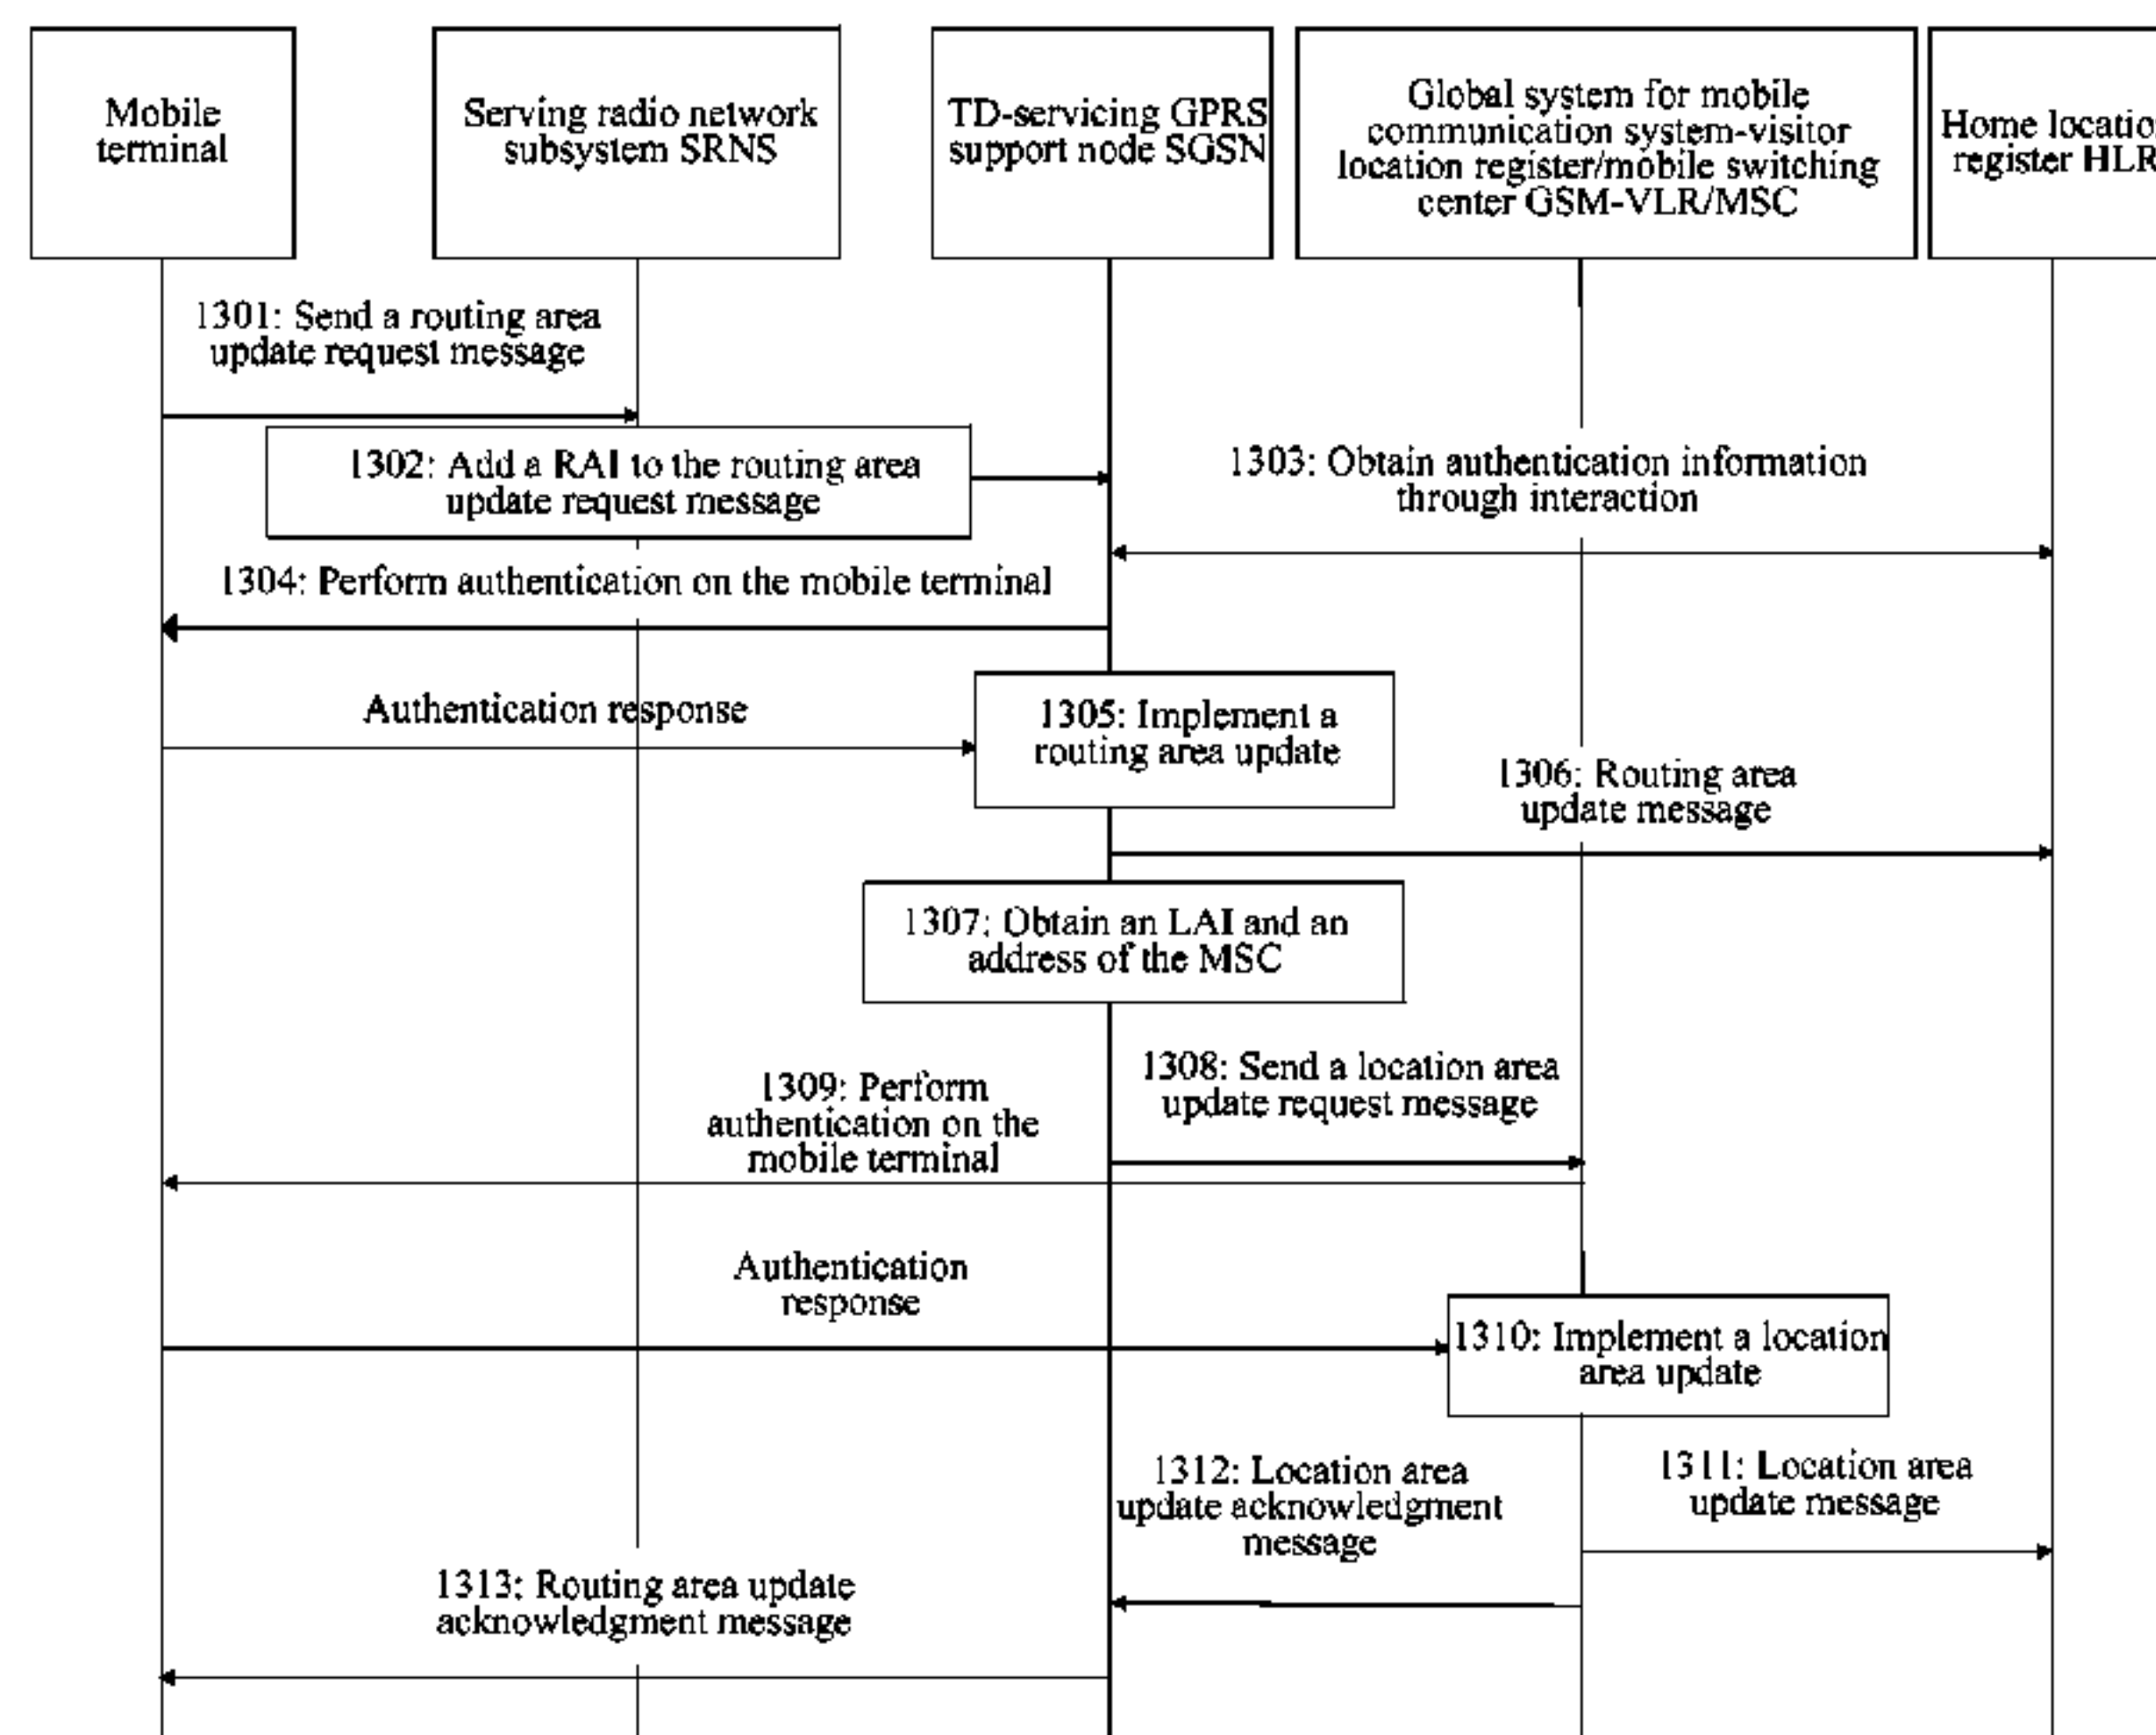 Mobile
terminal
Serving radio network
subsystem SRNS
TD-servicing GPRS
support node SGSN
Global system for mobile
communication system-visitor
location register/mobile switching
center GSM-VLR/MSC
Home locatio
register HLR
1301: Send a routing area
update request message
1302: Add a RAI to the routing area
update request message
1303: Obtain authentication information
through interaction
1304: Perform authentication on the mobile terminal
Authentication response
1305: Implement a
routing area update
1306: Routing area
update message
1307: Obtain an LAI and an
address of the MSC
1308: Send a location area
update request message
1309: Perform
authentication on the
mobile terminal
Authentication
response
1310: Implement a location
area update
1311: Location area
update message
1312: Location area
update acknowledgment
message
1313: Routing area update
acknowledgment message